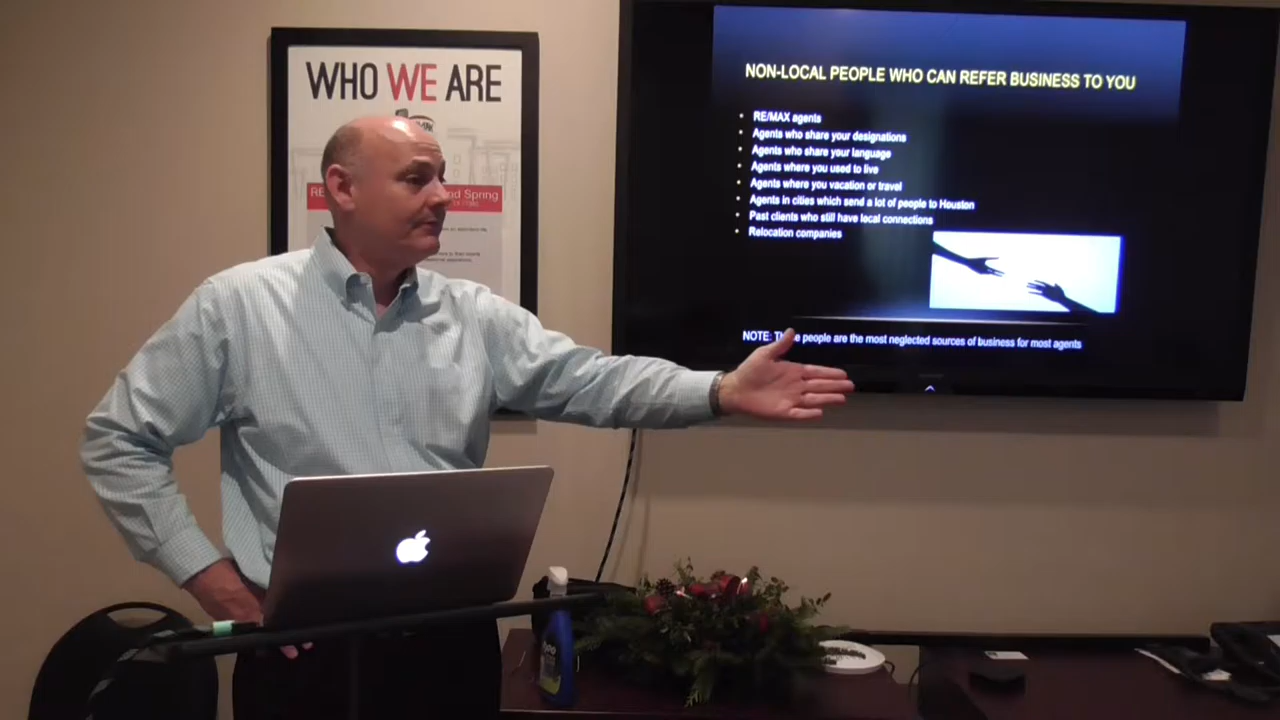 WHO WE ARE
RE
nd Spring
NON-LOCAL PEOPLE WHO CAN REFER BUSINESS TO YOU
• RE/MAX agents
• Agents who share your designations
• Agents who share your language
• Agents where you used to live
• Agents where you vacation or travel
• Agents in cities which send a lot of people to Houston
• Past clients who still have local connections
• Relocation companies
NOTE: Th e people are the most neglected sources of business for most agents